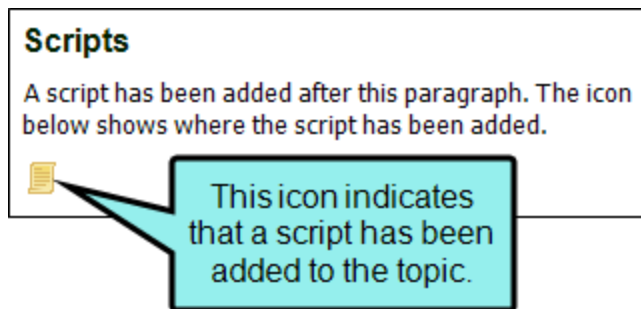 Scripts
A script has been added after this paragraph. The icon
below shows where the script has been added.
This icon indicates
that a script has been
added to the topic.